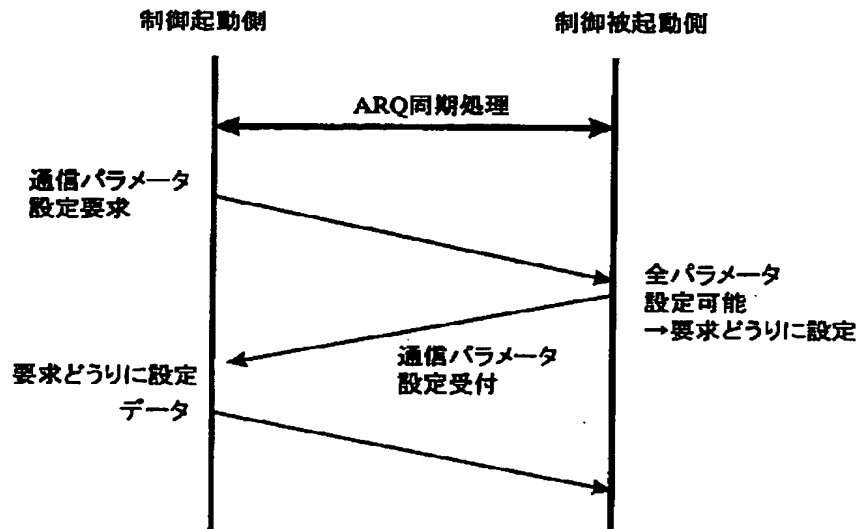 制御起動側
制御被起動側
ARQ同期処理
通信パラメータ
設定要求
全パラメータ
設定可能
→要求どうりに設定
通信パラメータ
設定受付
要求どうりに設定
データ